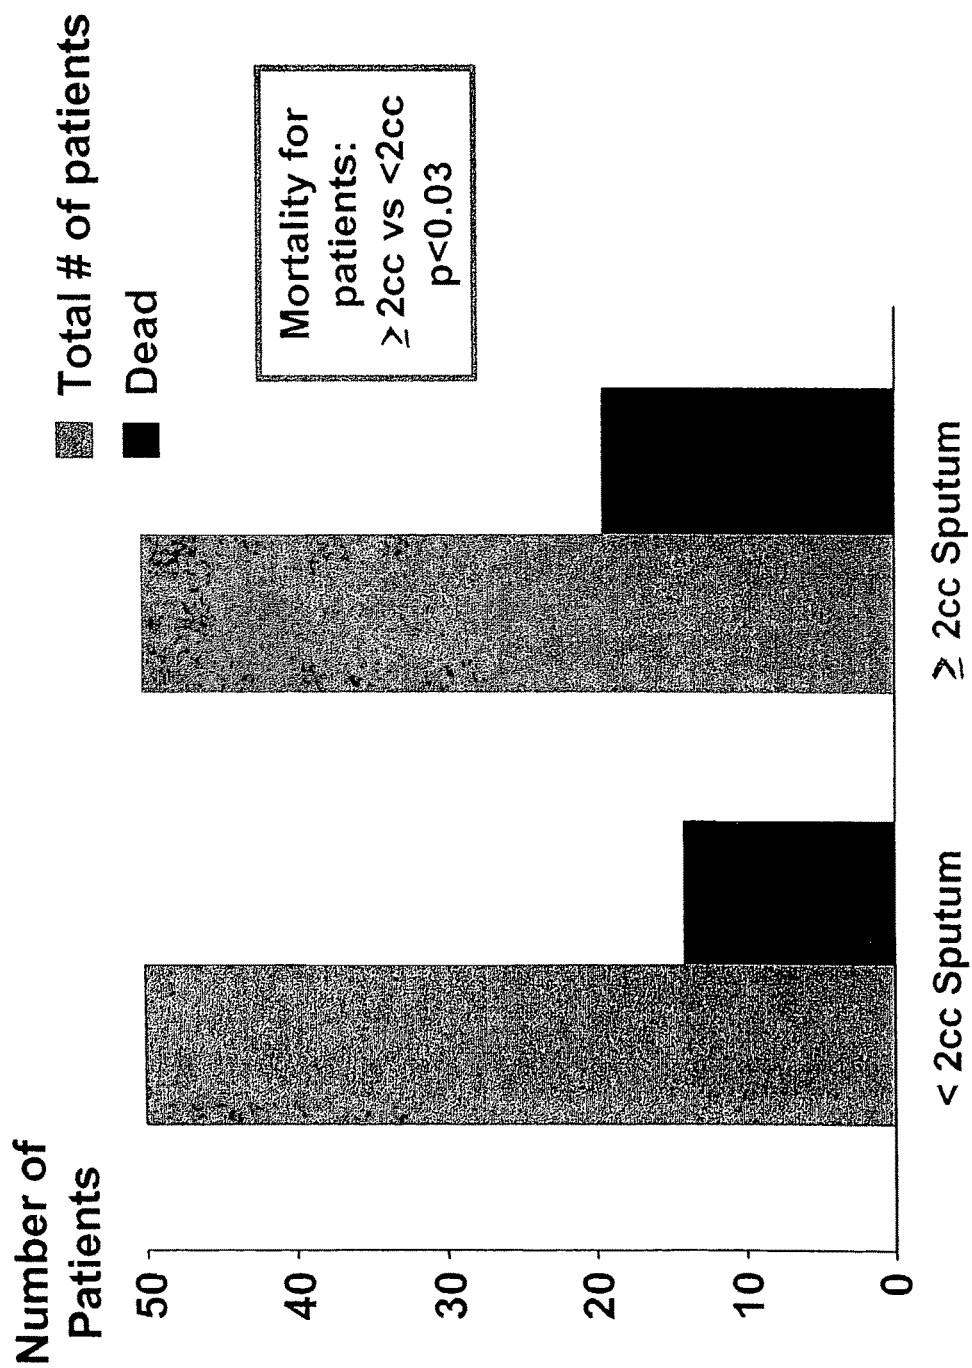 Number of
Patients
50
40
30
20
10
0
< 2cc Sputum
≥ 2cc Sputum
Total # of patients
Dead
Mortality for
patients:
≥2cc vs <2cc
p<0.03